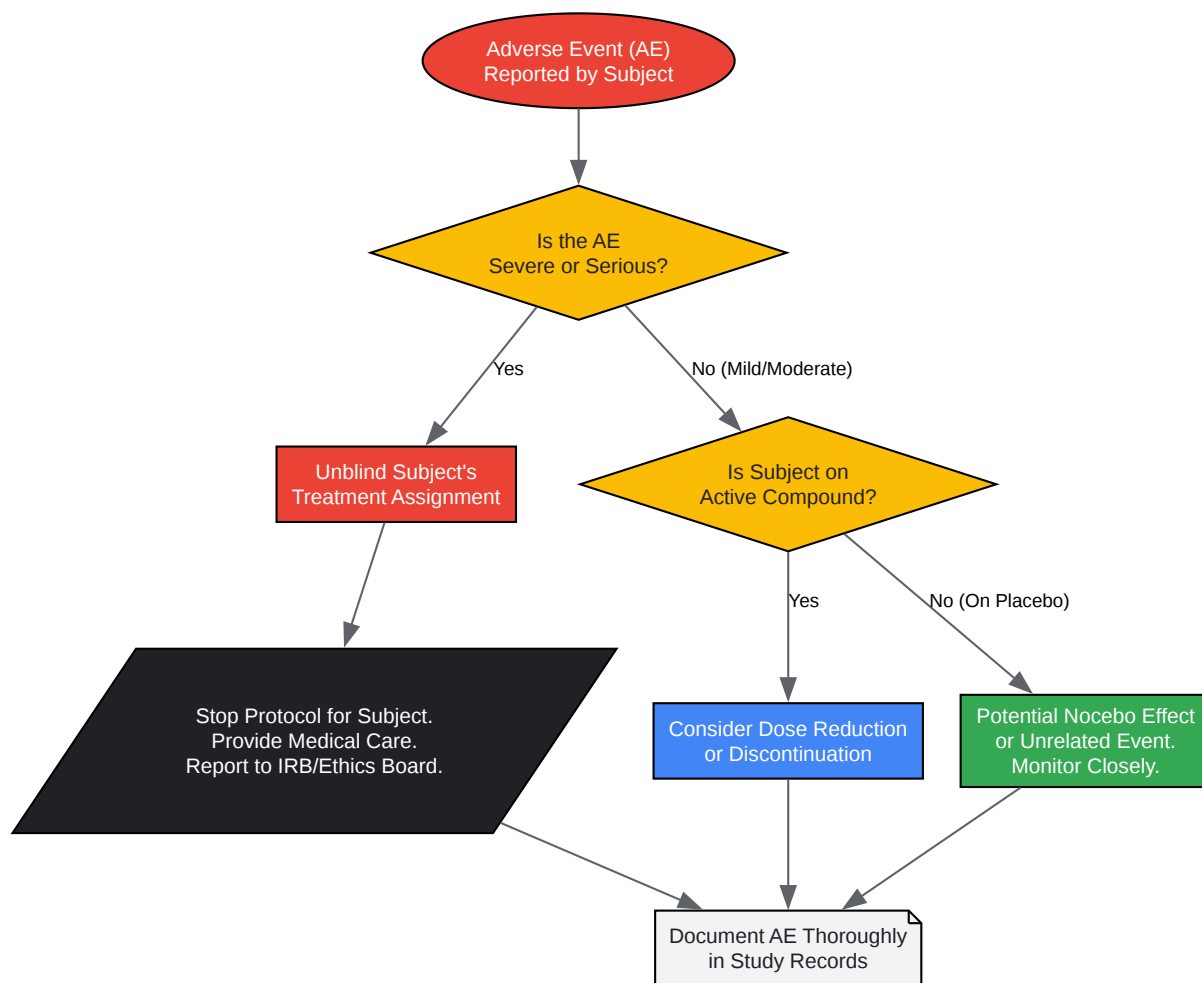 Adverse Event (AE)
Reported by Subject
Is the AE
Severe or Serious?
Yes
No (Mild/Moderate)
Unblind Subject's
Treatment Assignment
Is Subject on
Active Compound?
Yes
No (On Placebo)
Stop Protocol for Subject.
Provide Medical Care.
Report to IRB/Ethics Board.
Consider Dose Reduction
or Discontinuation
Potential Nocebo Effect
or Unrelated Event.
Monitor Closely.
Document AE Thoroughly
in Study Records